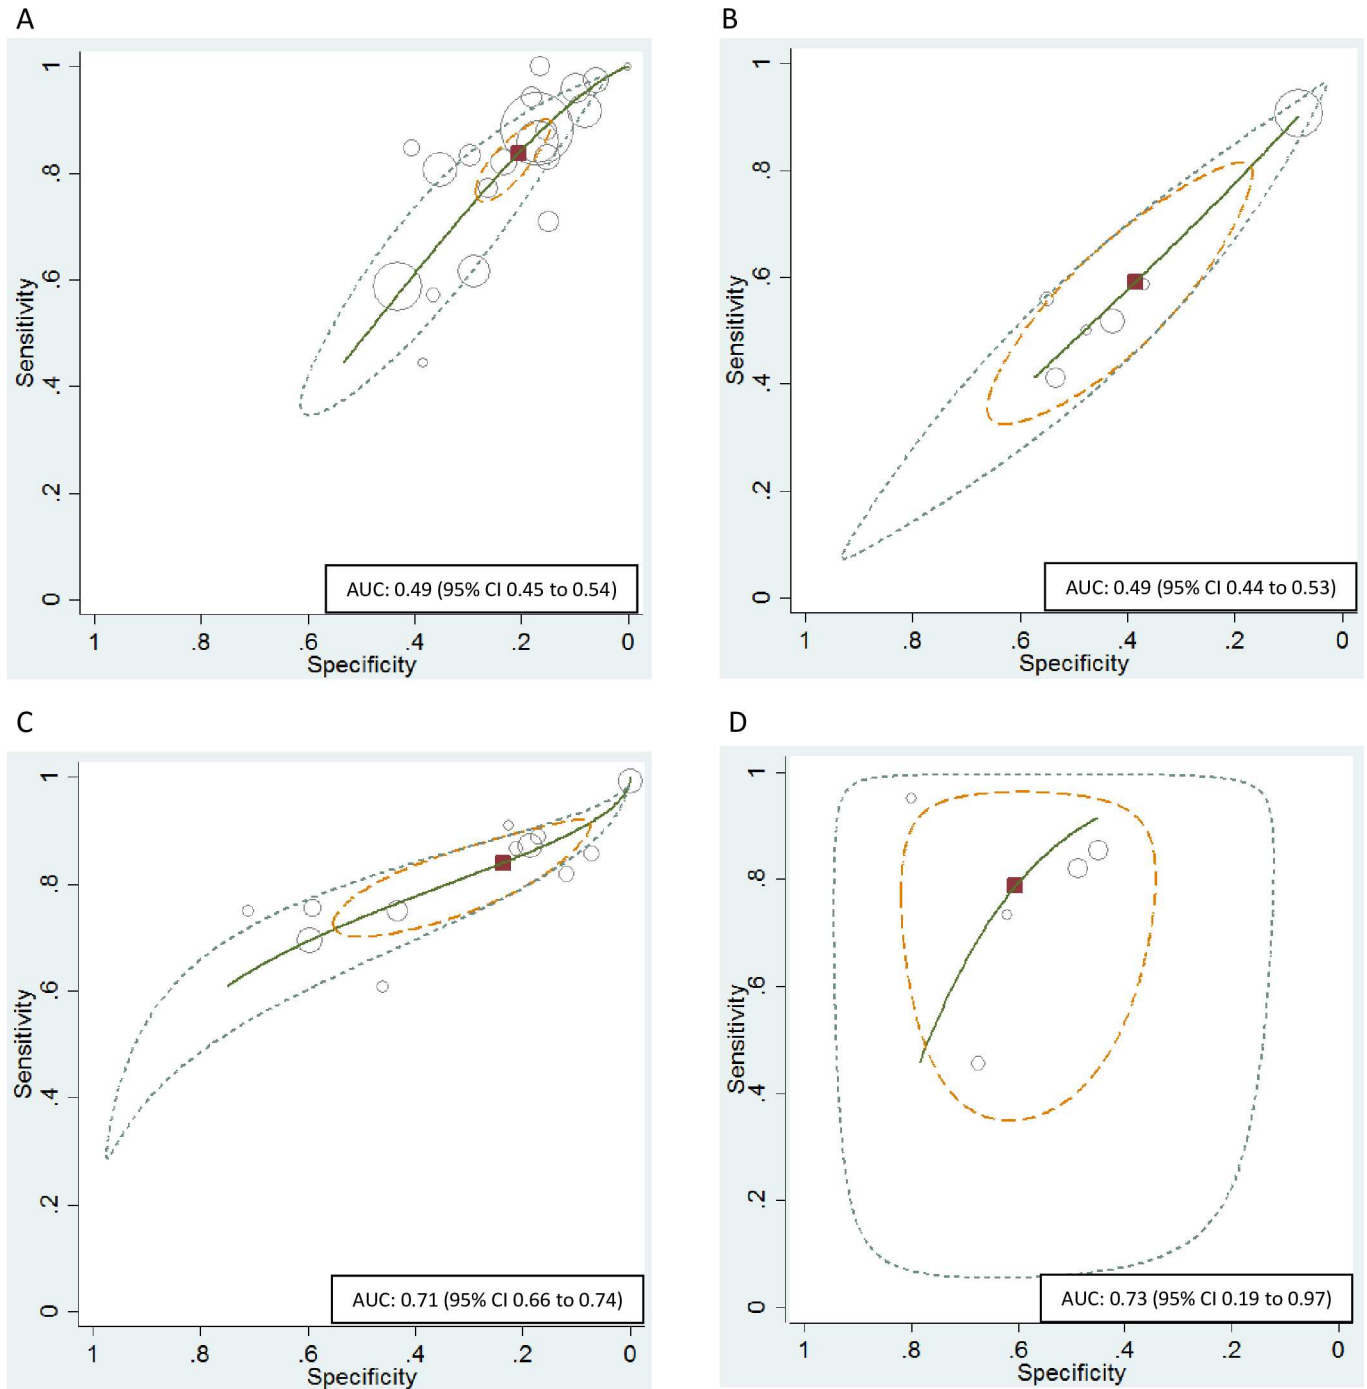 A
1
.8
.6
.4
.2
0
Sensitivity
AUC: 0.49 (95% CI 0.45 to 0.54)
1 .8 .6 .4 .2 0
Specificity
B
1
.8
.6
.4
.2
0
Sensitivity
AUC: 0.49 (95% CI 0.44 to 0.53)
1 .8 .6 .4 .2 0
Specificity
C
1
.8
.6
.4
.2
0
Sensitivity
AUC: 0.71 (95% CI 0.66 to 0.74)
1 .8 .6 .4 .2 0
Specificity
D
1
.8
.6
.4
.2
0
Sensitivity
AUC: 0.73 (95% CI 0.19 to 0.97)
1 .8 .6 .4 .2 0
Specificity